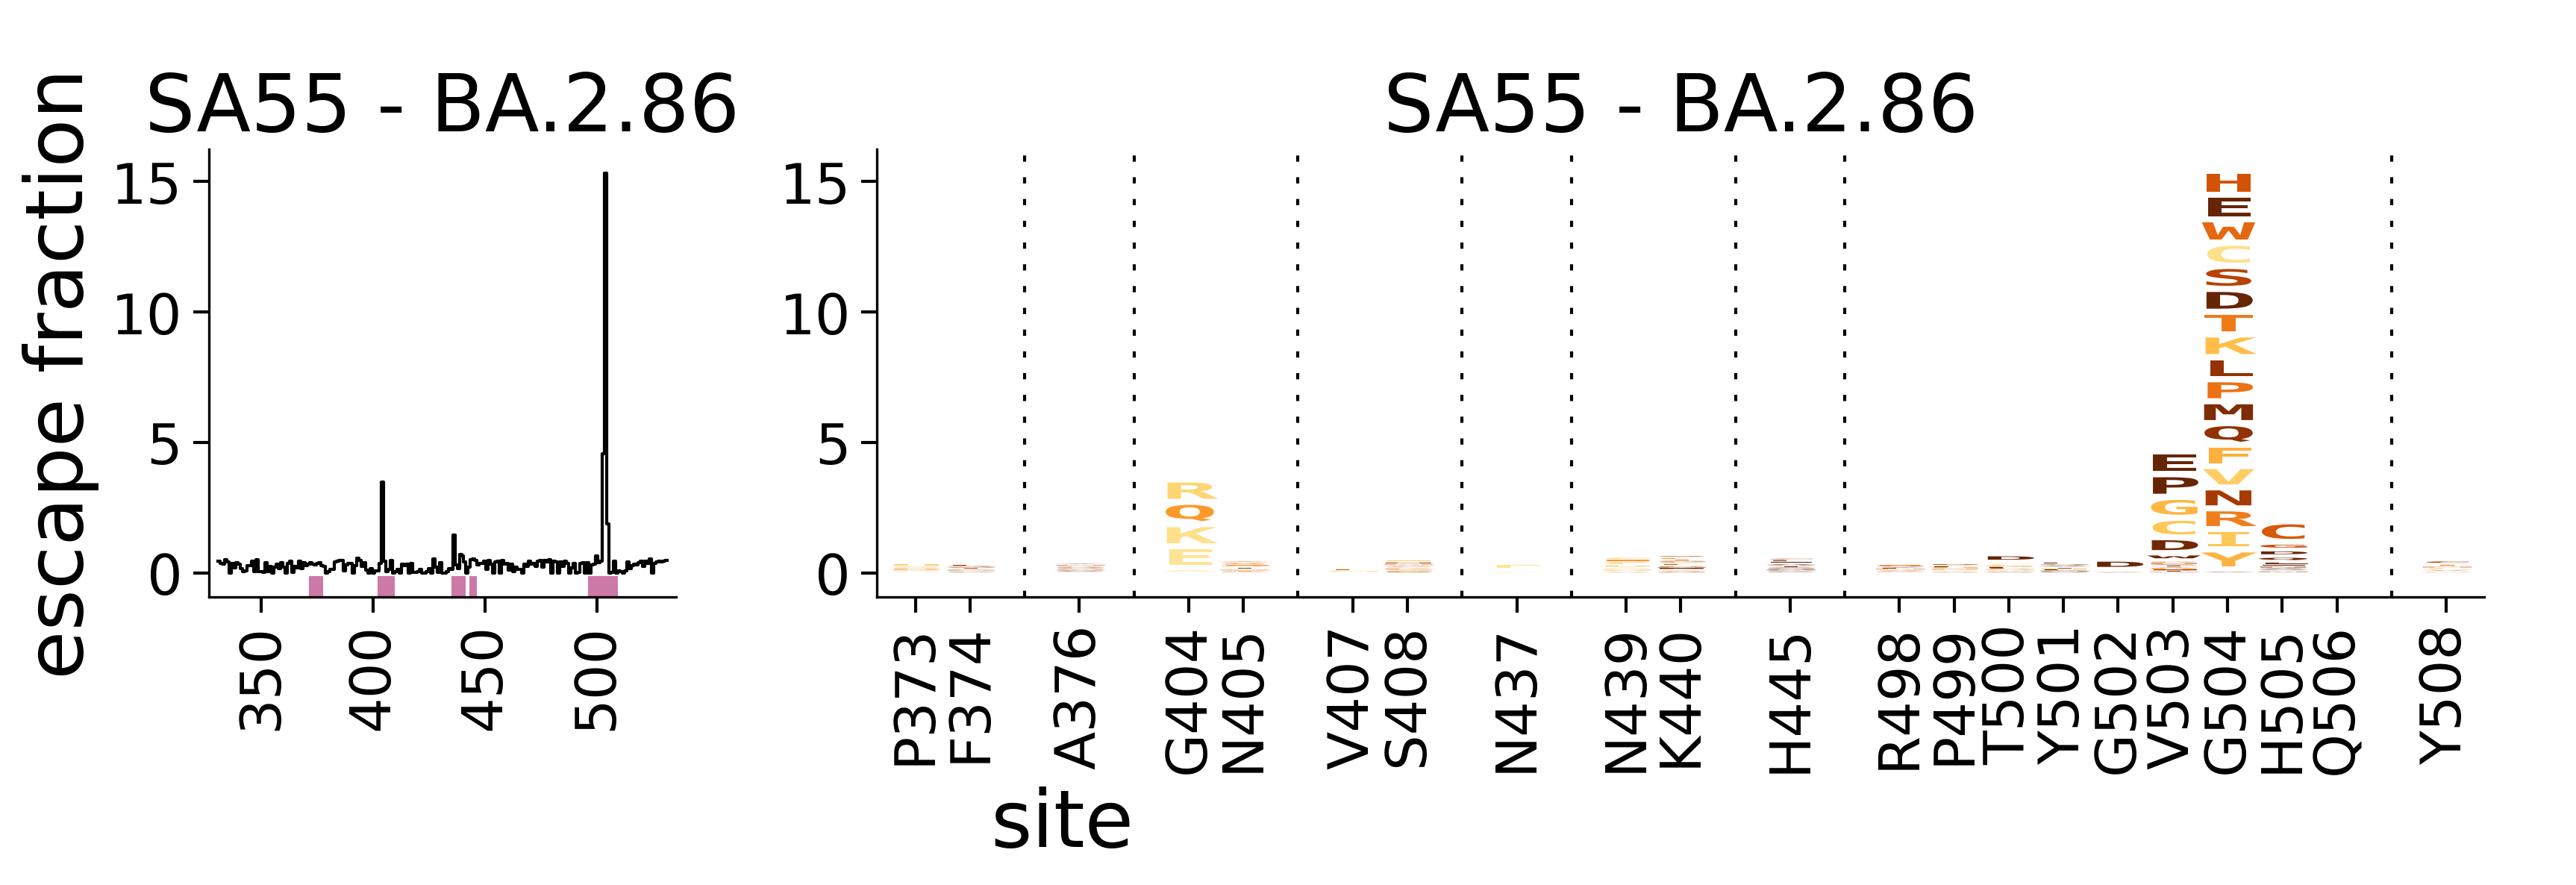 SA55 - BA.2.86
escape fraction
15
10
5
0
350
400
450
500
SA55 - BA.2.86
15
10
5
0
H
E
W
C
S
D
T
K
L
P
M
Q
F
V
N
R
I
Y
E
P
G
C
D
W
R
Q
K
E
C
D
D
P373
F374
A376
G404
N405
V407
S408
N437
N439
K440
H445
R498
P499
T500
Y501
G502
V503
G504
H505
Q506
Y508
site